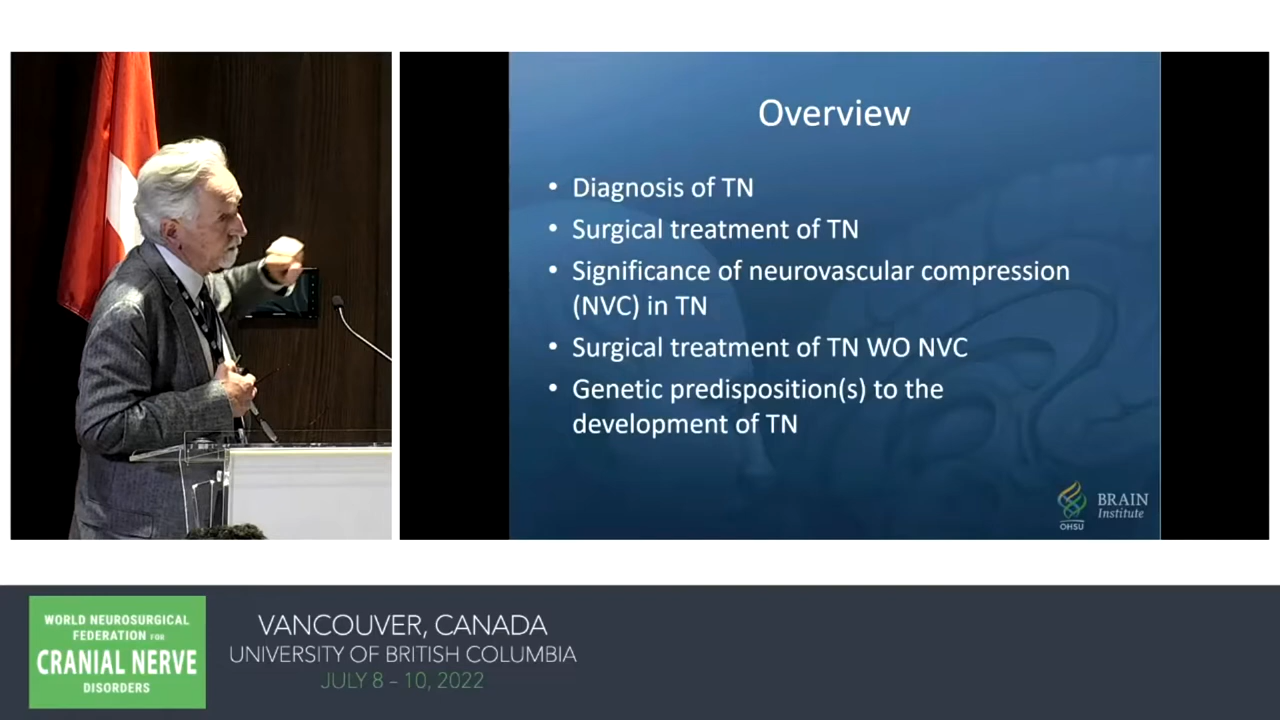 Overview
• Diagnosis of TN
• Surgical treatment of TN
• Significance of neurovascular compression
(NVC) in TN
• Surgical treatment of TN WO NVC
• Genetic predisposition(s) to the
development of TN
OHSU
BRAIN
Institute
WORLD NEUROSURGICAL
FEDERATION FOR
CRANIAL NERVE
DISORDERS
VANCOUVER, CANADA
UNIVERSITY OF BRITISH COLUMBIA
JULY 8 – 10, 2022